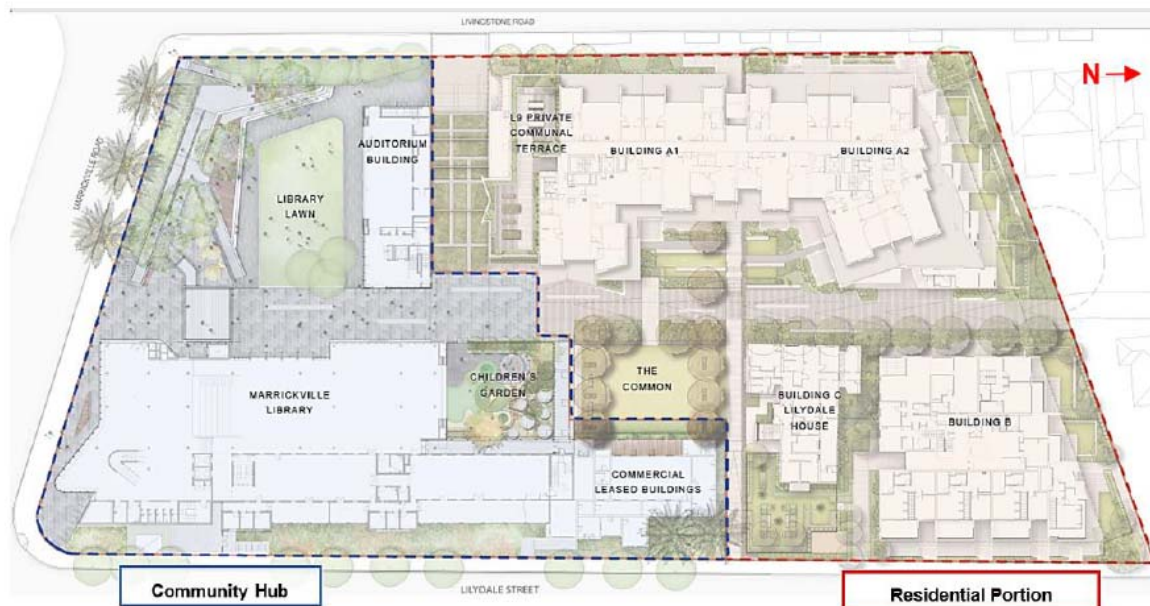 LIVINGSTONE ROAD
N
MARRICKVILLE ROAD
AUDITORIUM
BUILDING
LIBRARY
LAWN
L9 PRIVATE
COMMUNAL
TERRACE
BUILDING A1
BUILDING A2
MARRICKVILLE
LIBRARY
CHILDREN'S
GARDEN
THE
COMMON
BUILDING C
LILYDALE
HOUSE
BUILDING B
COMMERCIAL
LEASED BUILDINGS
Community Hub
LILYDALE STREET
Residential Portion